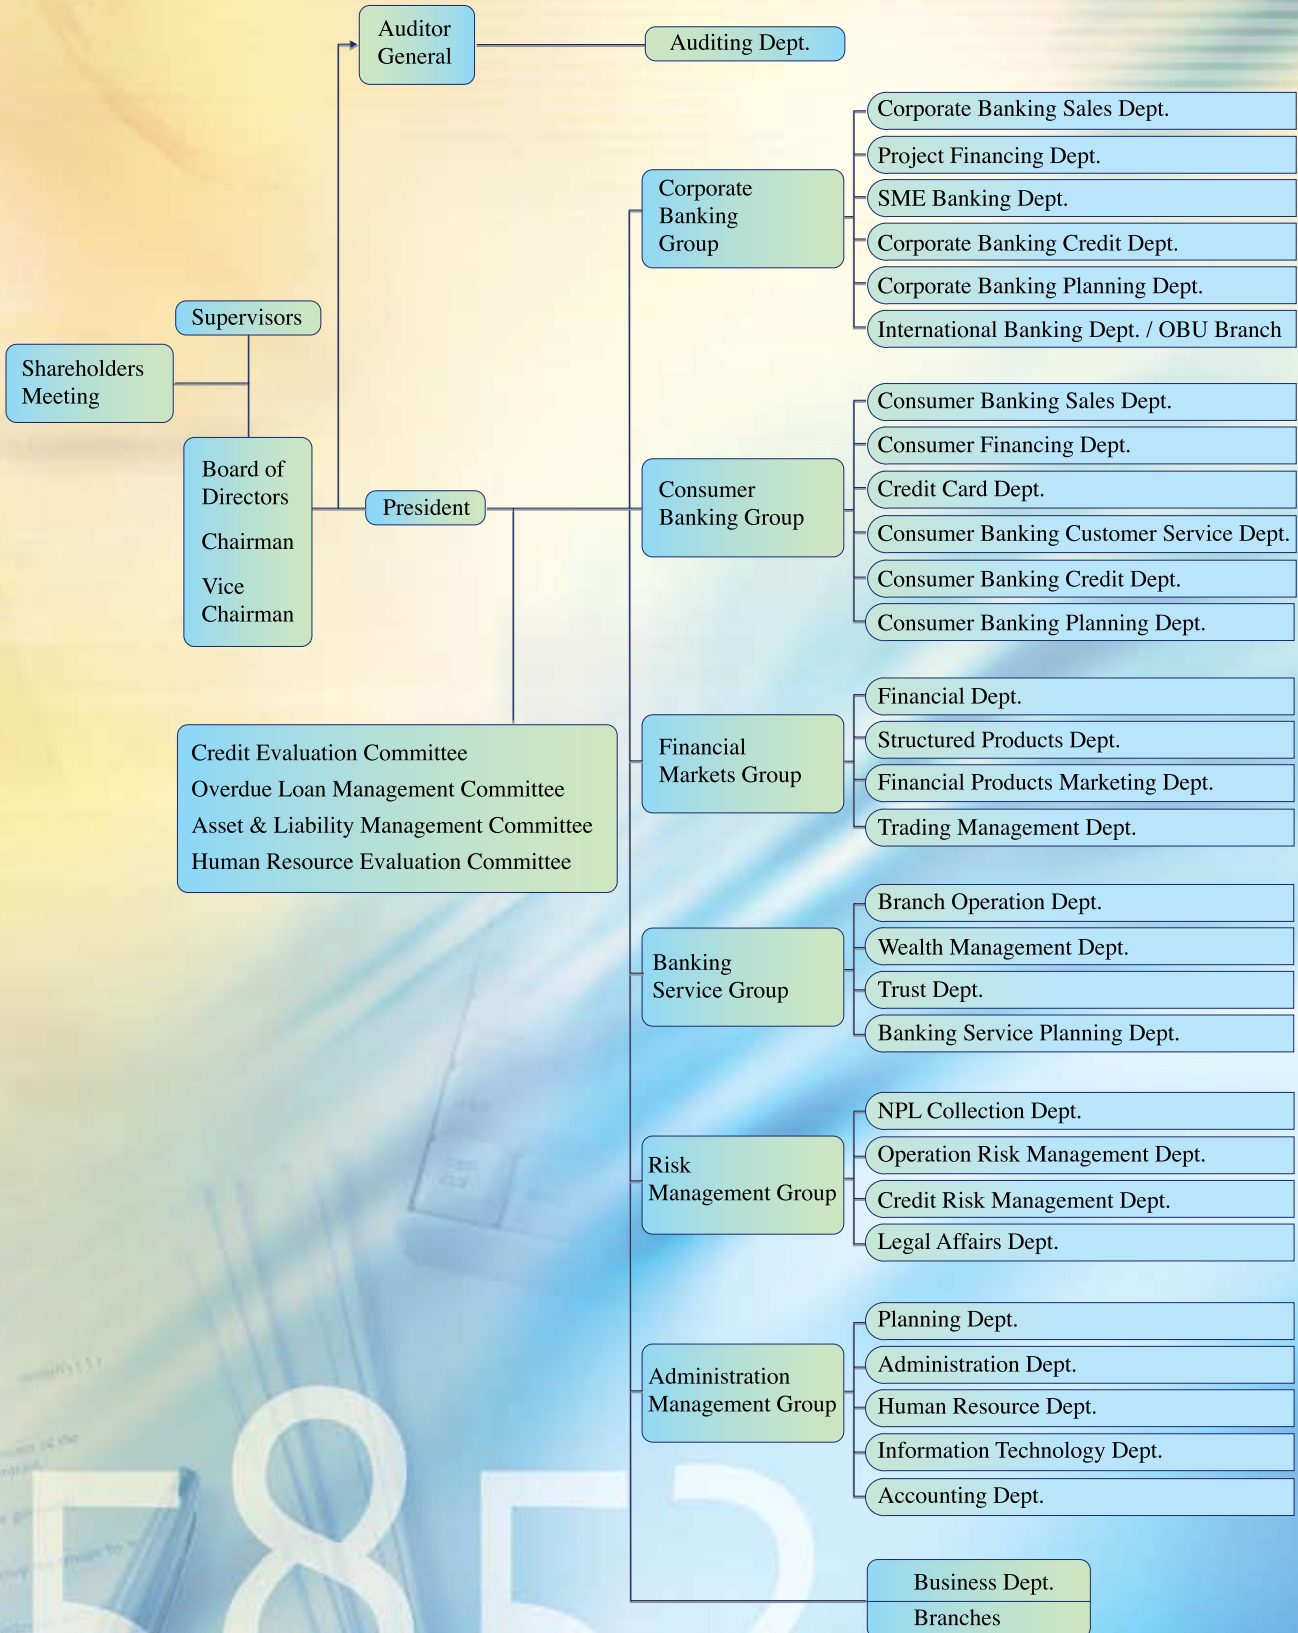 Auditor
General
Auditing Dept.
Corporate Banking Sales Dept.
Project Financing Dept.
Corporate
Banking
Group
SME Banking Dept.
Corporate Banking Credit Dept.
Corporate Banking Planning Dept.
International Banking Dept. / OBU Branch
Supervisors
Shareholders
Meeting
Board of
Directors
Chairman
Vice
Chairman
President
Consumer
Banking Group
Consumer Banking Sales Dept.
Consumer Financing Dept.
Credit Card Dept.
Consumer Banking Customer Service Dept.
Consumer Banking Credit Dept.
Consumer Banking Planning Dept.
Credit Evaluation Committee
Overdue Loan Management Committee
Asset & Liability Management Committee
Human Resource Evaluation Committee
Financial
Markets Group
Financial Dept.
Structured Products Dept.
Financial Products Marketing Dept.
Trading Management Dept.
Banking
Service Group
Branch Operation Dept.
Wealth Management Dept.
Trust Dept.
Banking Service Planning Dept.
Risk
Management Group
NPL Collection Dept.
Operation Risk Management Dept.
Credit Risk Management Dept.
Legal Affairs Dept.
Administration
Management Group
Planning Dept.
Administration Dept.
Human Resource Dept.
Information Technology Dept.
Accounting Dept.
Business Dept.
Branches
5852